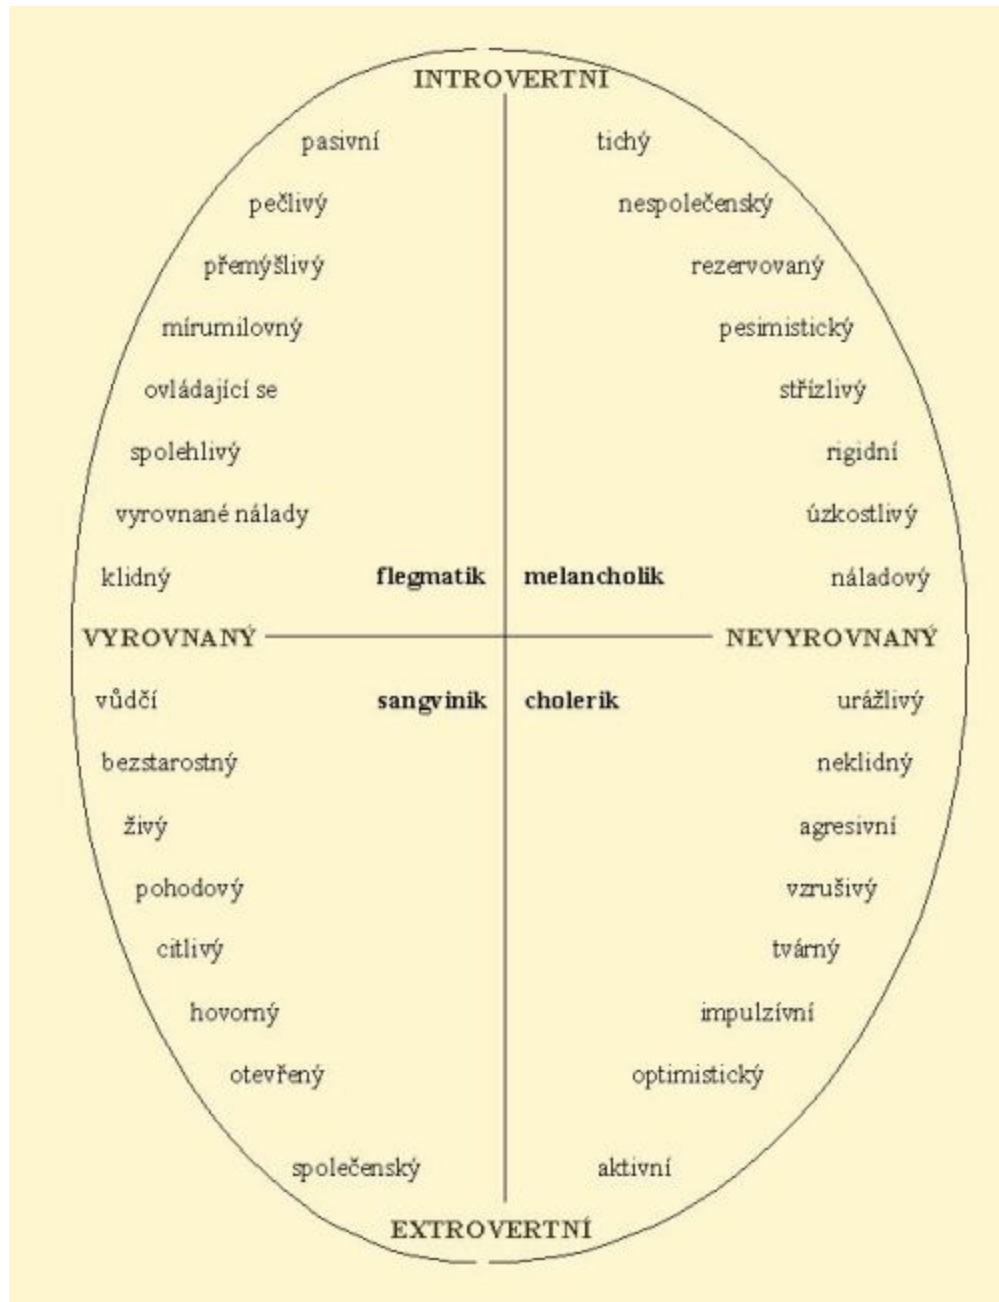 INTROVERTNÍ
pasivní tichý
pečlivý nespolečenský
přemýšlivý rezervovaný
mírumilovný pesimistický
ovládající se střízlivý
spolehlivý rigidní
vyrovnané nálady úzkostlivý
klidný flegmatik melancholik náladový
VYROVNANÝ NEVYROVNANÝ
vůdčí sangvinik cholerik urážlivý
bezstarostný neklidný
živý agresivní
pohodový vzrušivý
citlivý tvárný
hovorný impulzívní
otevřený optimistický
společenský aktivní
EXTROVERTNÍ